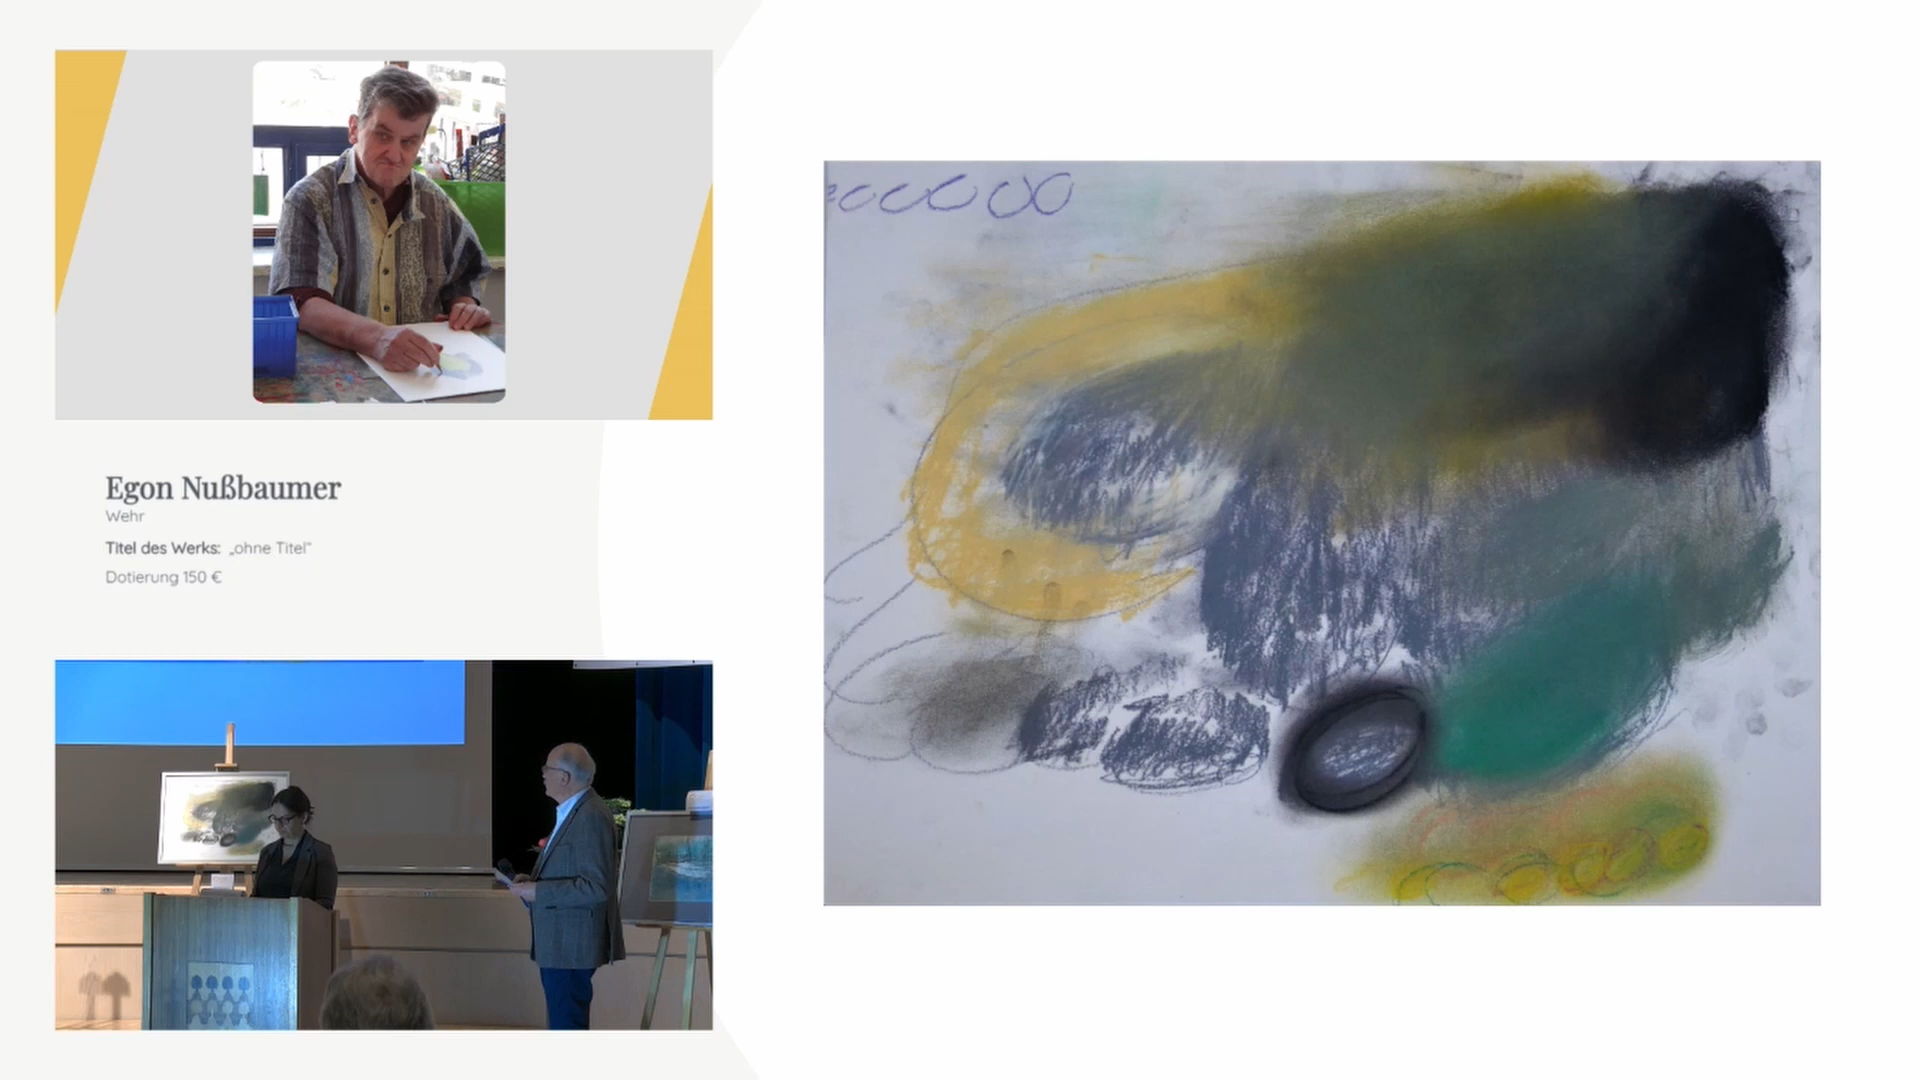 Egon Nußbaumer
Wehr
Titel des Werks: „ohne Titel“
Dotierung 150 €